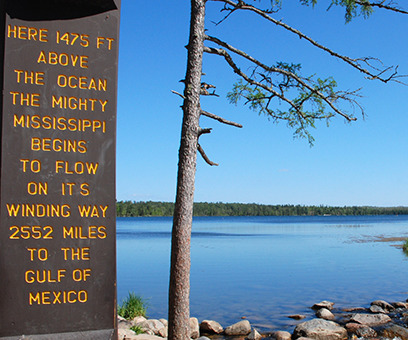 HERE 1475 FT
ABOVE
THE OCEAN
THE MIGHTY
MISSISSIPPI
BEGINS
TO FLOW
ON IT'S
WINDING WAY
2552 MILES
TO THE
GULF OF
MEXICO